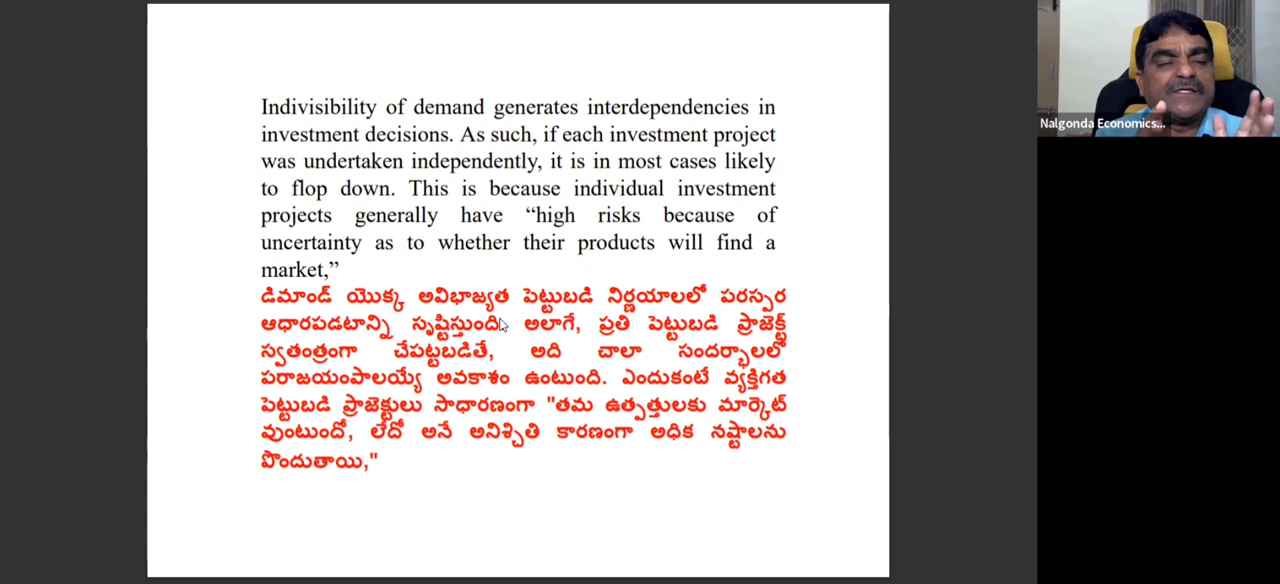 Indivisibility of demand generates interdependencies in
investment decisions. As such, if each investment project
was undertaken independently, it is in most cases likely
to flop down. This is because individual investment
projects generally have “high risks because of
uncertainty as to whether their products will find a
market,”
డిమాండ్ యొక్క అవిభాజ్యత పెట్టుబడి నిర్ణయాలలో పరస్పర
ఆధారపడటాన్ని సృష్టిస్తుంది. అలాగే, ప్రతి పెట్టుబడి ప్రాజెక్ట్
స్వతంత్రంగా చేపట్టబడితే, అది చాలా సందర్భాలలో
పరాజయంపాలయ్యే అవకాశం ఉంటుంది. ఎందుకంటే వ్యక్తిగత
పెట్టుబడి ప్రాజెక్టులు సాధారణంగా "తమ ఉత్పత్తులకు మార్కెట్
వుంటుందో, లేదో అనే అనిశ్చితి కారణంగా అధిక నష్టాలను
పొందుతాయి,"
Nalgonda Economics...